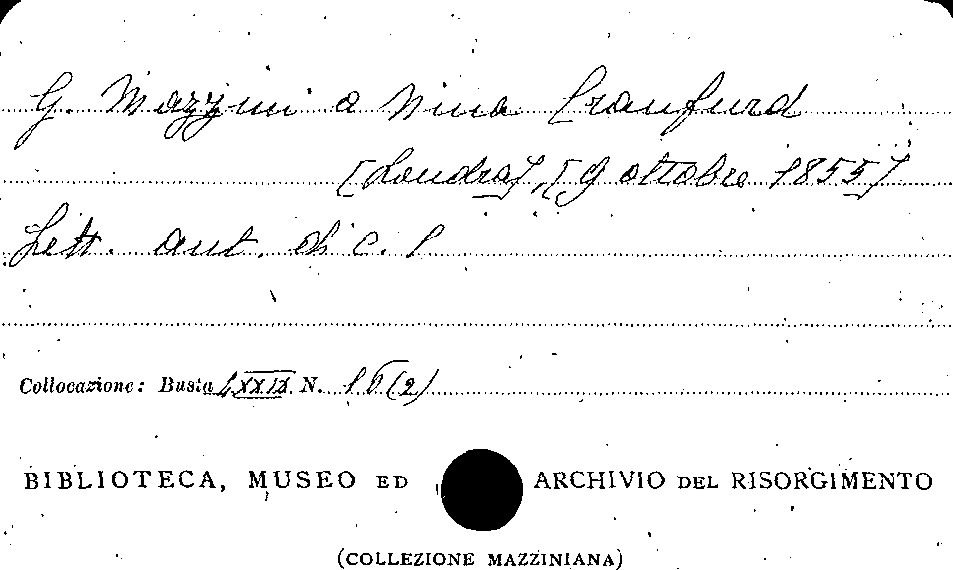 G. Mazzini a Nina Craufurd
[Londra], [9 ottobre 1855]
Lett. aut. di c. 1
Collocazione: Busta LXXIX N. 16(2)
BIBLIOTECA, MUSEO ED ARCHIVIO DEL RISORGIMENTO
(COLLEZIONE MAZZINIANA)